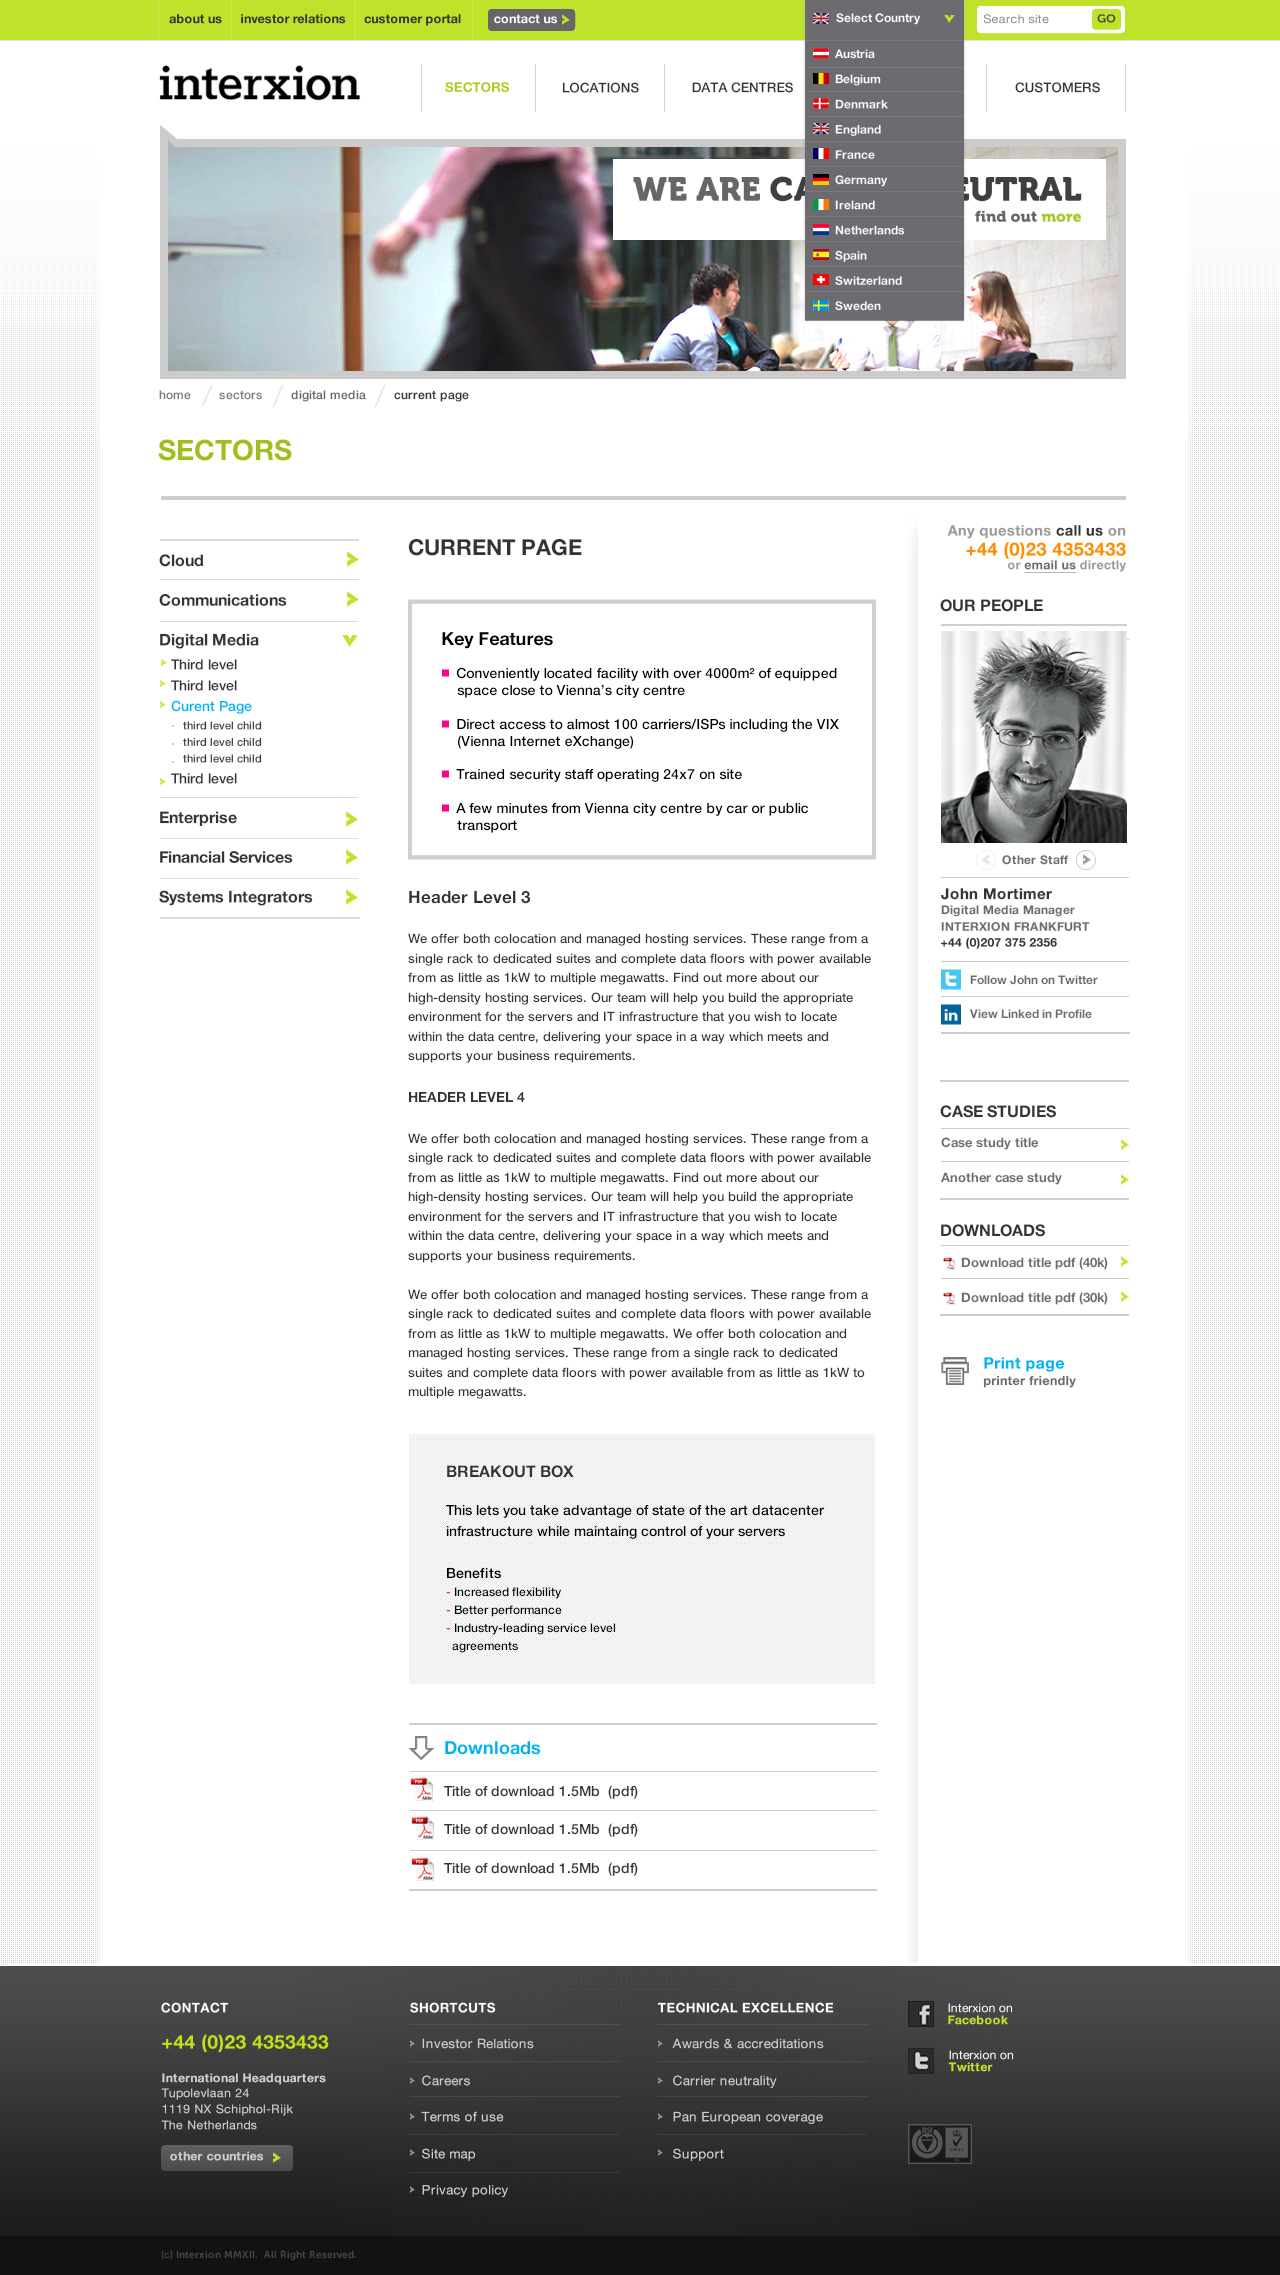 about us
investor relations
customer portal
contact us
Select Country
Search site
GO
Austria
Belgium
Denmark
England
France
Germany
Ireland
Netherlands
Spain
Switzerland
Sweden
interxion
SECTORS
LOCATIONS
DATA CENTRES
CUSTOMERS
WE ARE
find out more
home
sectors
digital media
current page
SECTORS
Cloud
Communications
Digital Media
Third level
Third level
Curent Page
third level child
third level child
third level child
Third level
Enterprise
Financial Services
Systems Integrators
CURRENT PAGE
Key Features
Conveniently located facility with over 4000m² of equipped
space close to Vienna's city centre
Direct access to almost 100 carriers/ISPs including the VIX
(Vienna Internet eXchange)
Trained security staff operating 24x7 on site
A few minutes from Vienna city centre by car or public
transport
Header Level 3
We offer both colocation and managed hosting services. These range from a
single rack to dedicated suites and complete data floors with power available
from as little as 1kW to multiple megawatts. Find out more about our
high-density hosting services. Our team will help you build the appropriate
environment for the servers and IT infrastructure that you wish to locate
within the data centre, delivering your space in a way which meets and
supports your business requirements.
HEADER LEVEL 4
We offer both colocation and managed hosting services. These range from a
single rack to dedicated suites and complete data floors with power available
from as little as 1kW to multiple megawatts. Find out more about our
high-density hosting services. Our team will help you build the appropriate
environment for the servers and IT infrastructure that you wish to locate
within the data centre, delivering your space in a way which meets and
supports your business requirements.
We offer both colocation and managed hosting services. These range from a
single rack to dedicated suites and complete data floors with power available
from as little as 1kW to multiple megawatts. We offer both colocation and
managed hosting services. These range from a single rack to dedicated
suites and complete data floors with power available from as little as 1kW to
multiple megawatts.
BREAKOUT BOX
This lets you take advantage of state of the art datacenter
infrastructure while maintaing control of your servers
Benefits
- Increased flexibility
- Better performance
- Industry-leading service level
agreements
Downloads
Title of download 1.5Mb (pdf)
Title of download 1.5Mb (pdf)
Title of download 1.5Mb (pdf)
Any questions call us on
+44 (0)23 4353433
or email us directly
OUR PEOPLE
Other Staff
John Mortimer
Digital Media Manager
INTERXION FRANKFURT
+44 (0)207 375 2356
Follow John on Twitter
View Linked in Profile
CASE STUDIES
Case study title
Another case study
DOWNLOADS
Download title pdf (40k)
Download title pdf (30k)
Print page
printer friendly
CONTACT
+44 (0)23 4353433
International Headquarters
Tupolevlaan 24
1119 NX Schiphol-Rijk
The Netherlands
other countries
SHORTCUTS
Investor Relations
Careers
Terms of use
Site map
Privacy policy
TECHNICAL EXCELLENCE
Awards & accreditations
Carrier neutrality
Pan European coverage
Support
Interxion on
Facebook
Interxion on
Twitter
(c) Interxion MMXII. All Right Reserved.